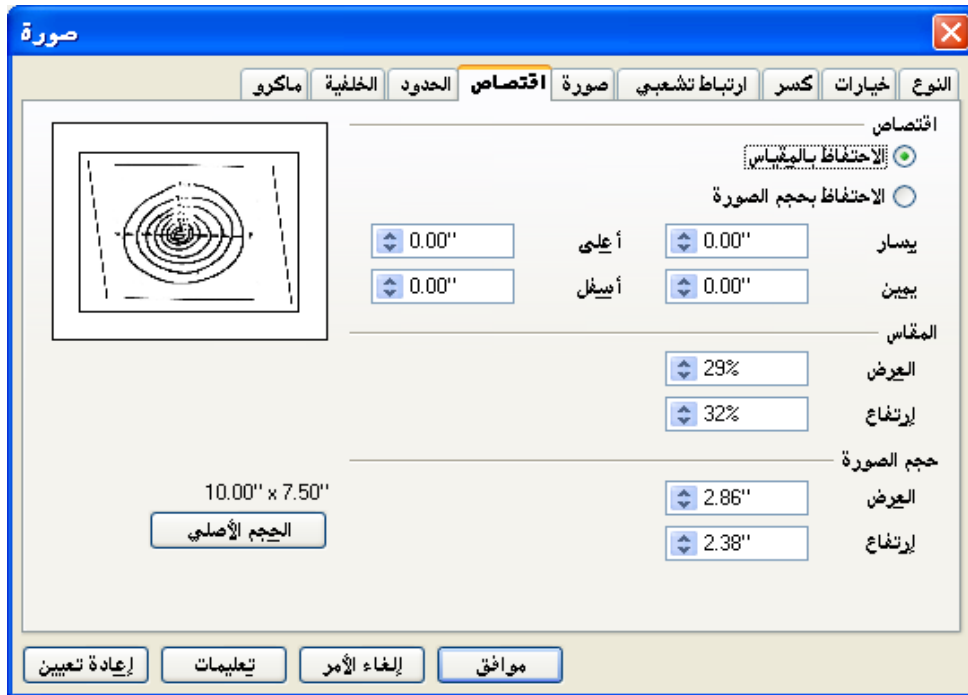 صورة
النوع خيارات كسر ارتباط تشعبي صورة اقتصاص الحدود الخلفية ماكرو
اقتصاص
الاحتفاظ بالمقياس
الاحتفاظ بحجم الصورة
يسار 0.00" أعلى 0.00"
يمين 0.00" أسفل 0.00"
المقاس
العرض 29%
إرتفاع 32%
حجم الصورة
العرض 2.86" 10.00" x 7.50"
إرتفاع 2.38" الحجم الأصلي
موافق إلغاء الأمر تعليمات إعادة تعيين